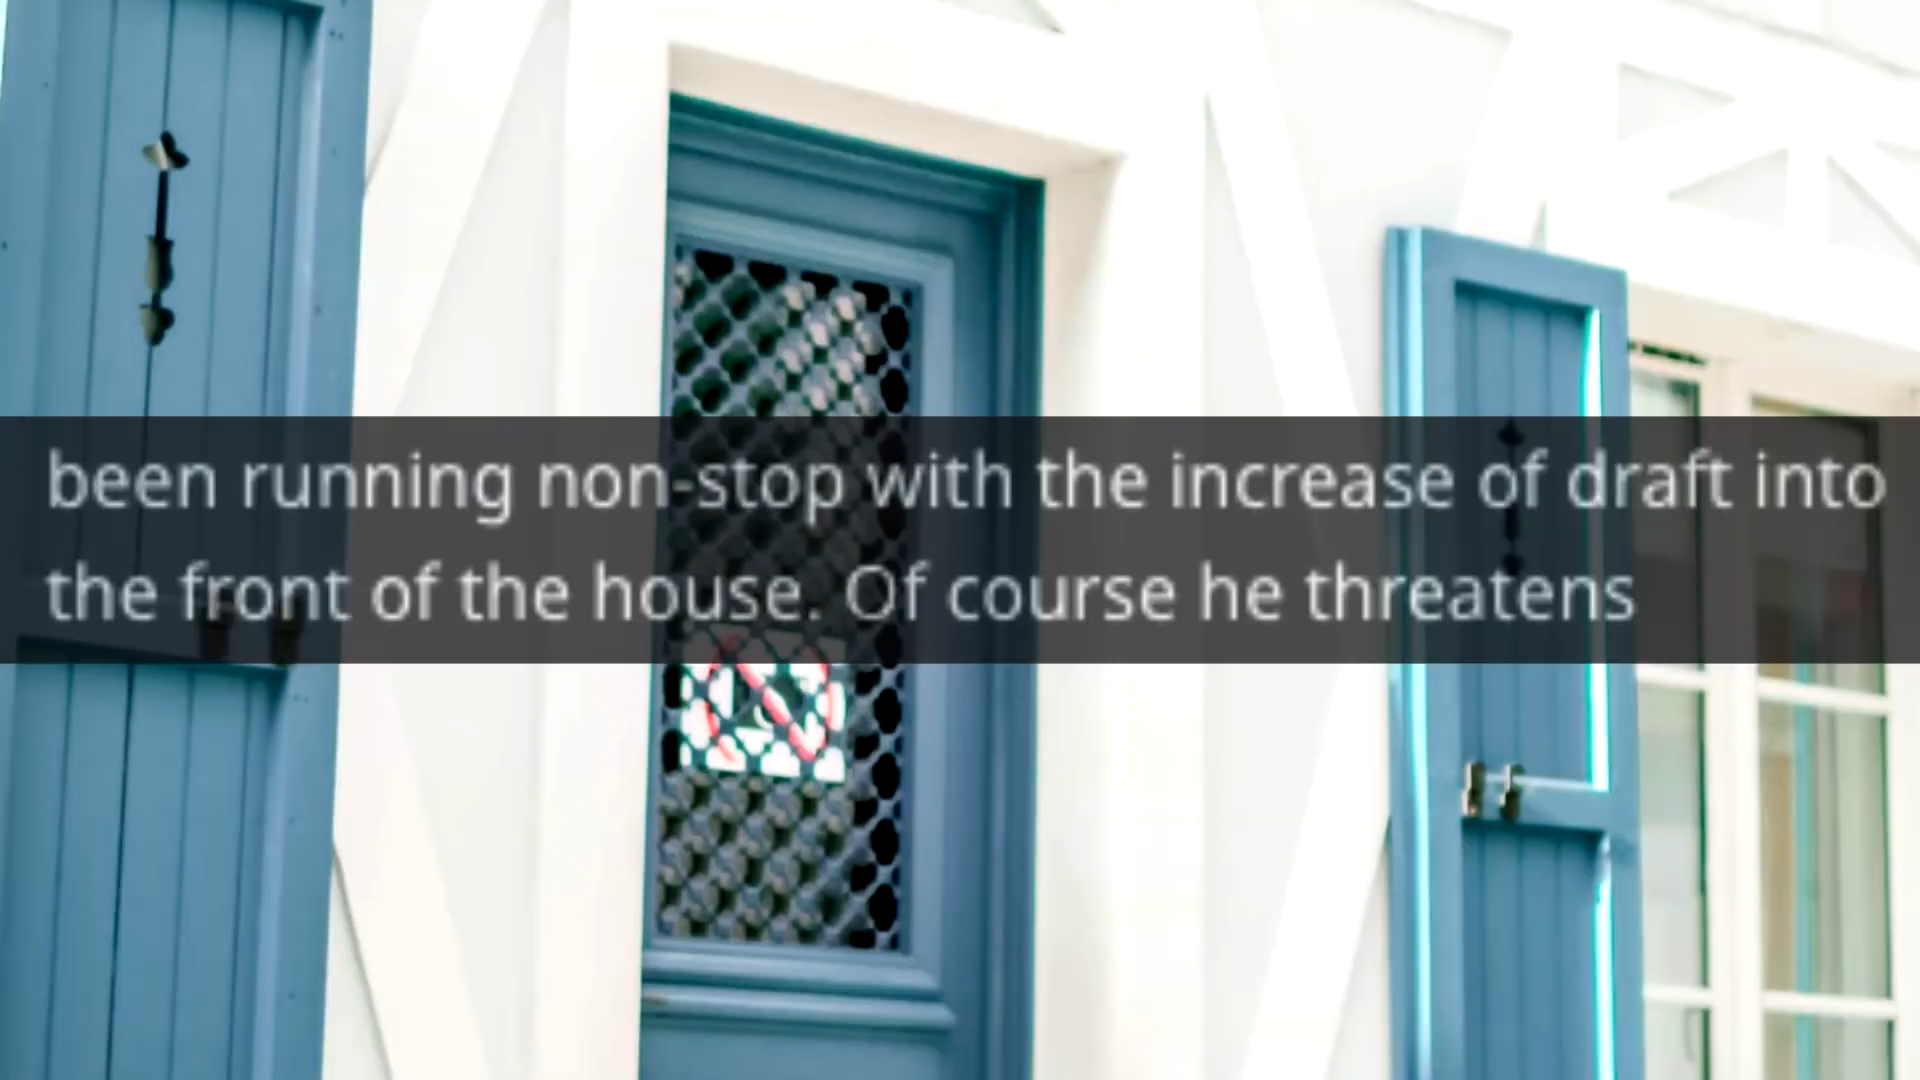 been running non-stop with the increase of draft into
the front of the house. Of course he threatens